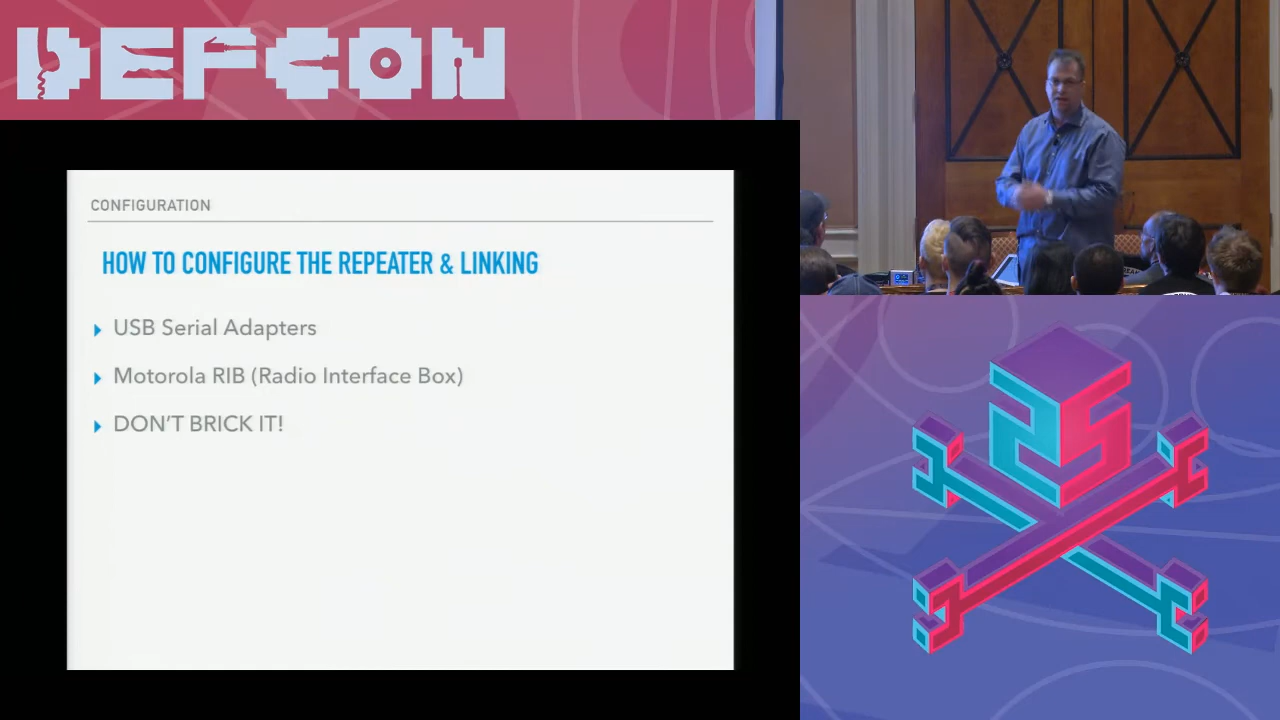 DEFCON
CONFIGURATION
HOW TO CONFIGURE THE REPEATER & LINKING
USB Serial Adapters
Motorola RIB (Radio Interface Box)
DON'T BRICK IT!
25